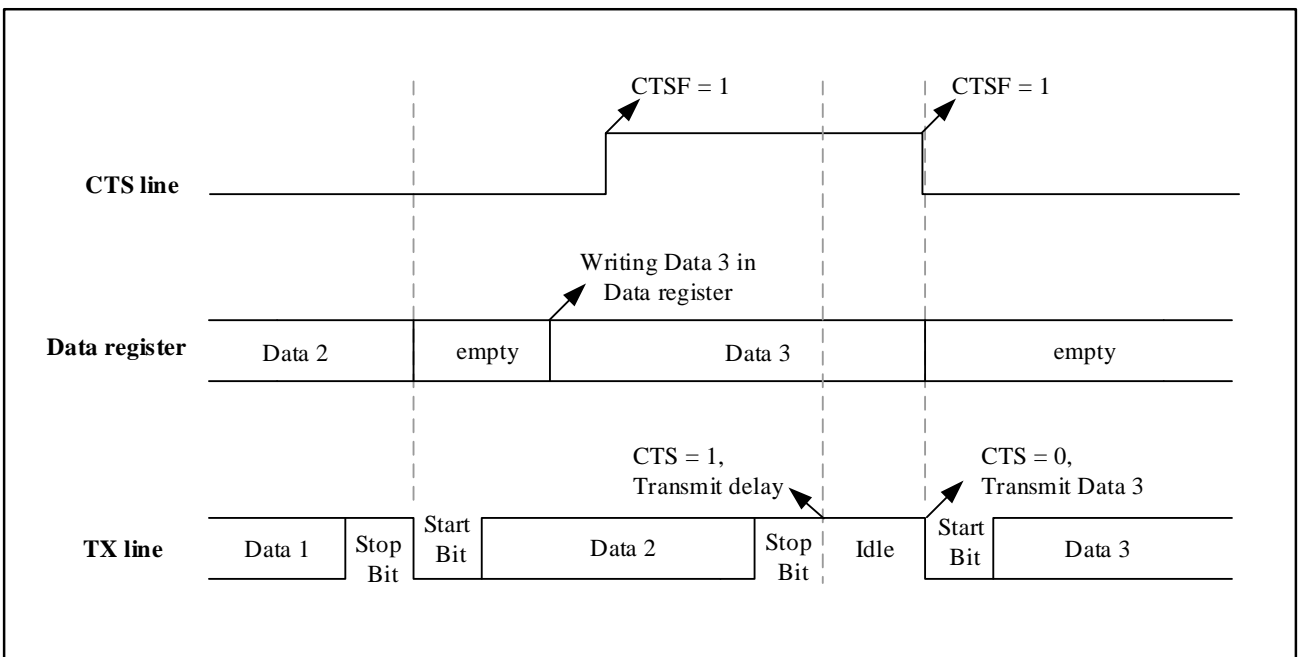 CTSF = 1
CTSF = 1
CTS line
Writing Data 3 in
Data register
Data register
Data 2
empty
Data 3
empty
CTS = 1,
Transmit delay
CTS = 0,
Transmit Data 3
TX line
Data 1
Stop
Bit
Start
Bit
Data 2
Stop
Bit
Idle
Start
Bit
Data 3